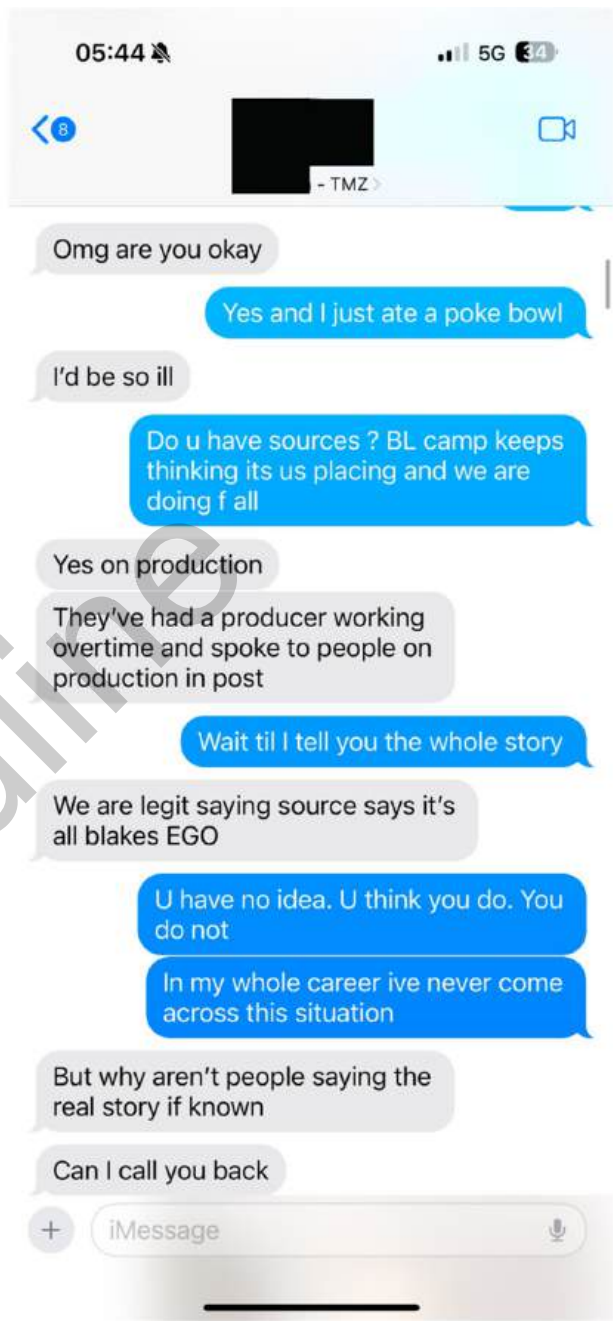 05:44
5G 34
8
- TMZ >
Omg are you okay
Yes and I just ate a poke bowl
I'd be so ill
Do u have sources ? BL camp keeps
thinking its us placing and we are
doing f all
Yes on production
They've had a producer working
overtime and spoke to people on
production in post
Wait til I tell you the whole story
We are legit saying source says it's
all blakes EGO
U have no idea. U think you do. You
do not
In my whole career ive never come
across this situation
But why aren't people saying the
real story if known
Can I call you back
+ iMessage